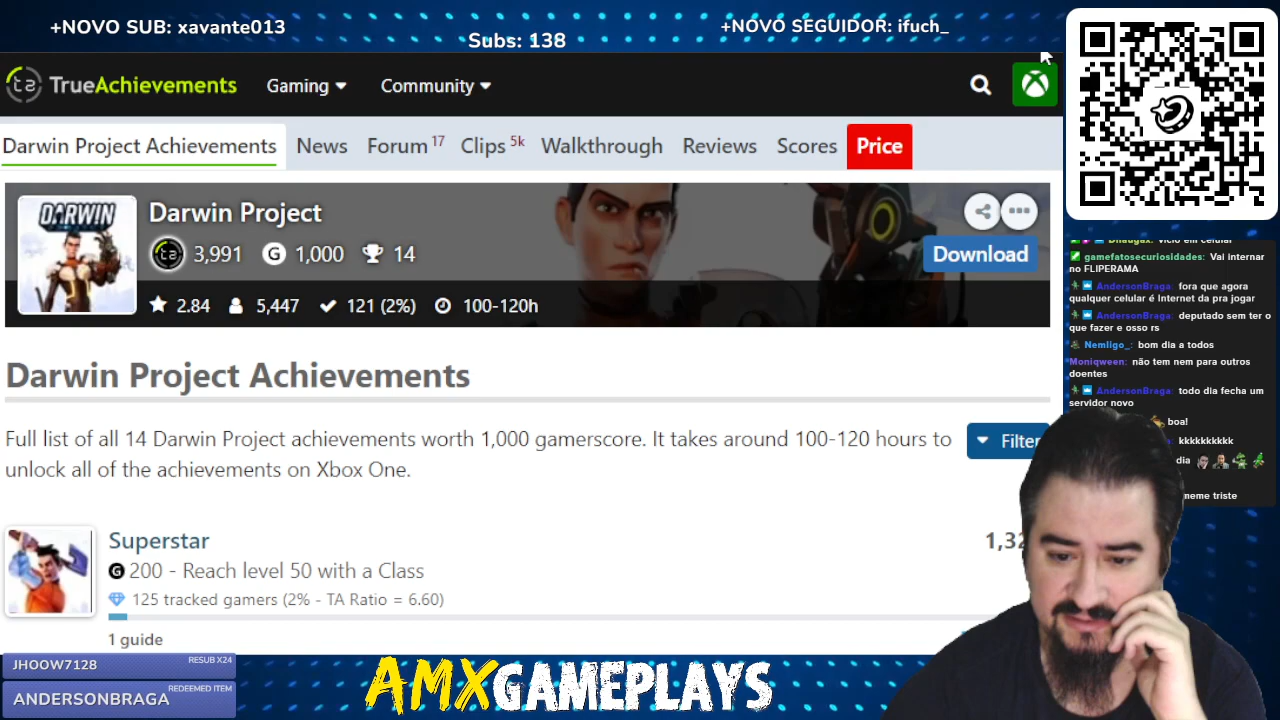 +NOVO SUB: xavante013
Subs: 138
+NOVO SEGUIDOR: ifuch_
TrueAchievements
Gaming
Community
Darwin Project Achievements
News
Forum 17
Clips 5k
Walkthrough
Reviews
Scores
Price
DARWIN
Darwin Project
3,991
G 1,000
14
Download
2.84
5,447
121 (2%)
100-120h
Darwin Project Achievements
Full list of all 14 Darwin Project achievements worth 1,000 gamerscore. It takes around 100-120 hours to
unlock all of the achievements on Xbox One.
Filter
Superstar
G 200 - Reach level 50 with a Class
125 tracked gamers (2% - TA Ratio = 6.60)
1 guide
gamefatosecuriosidades: Vai internar
no FLIPERAMA
AndersonBraga: fora que agora
qualquer celular é Internet da pra jogar
AndersonBraga: deputado sem ter o
que fazer e osso rs
Nemligo_: bom dia a todos
Moniqween: não tem nem para outros
doentes
AndersonBraga: todo dia fecha um
servidor novo
boa!
kkkkkkkkkk
dia
meme triste
JHOOW7128
RESUB X24
ANDERSONBRAGA
REDEEMED ITEM
AMXGAMEPLAYS